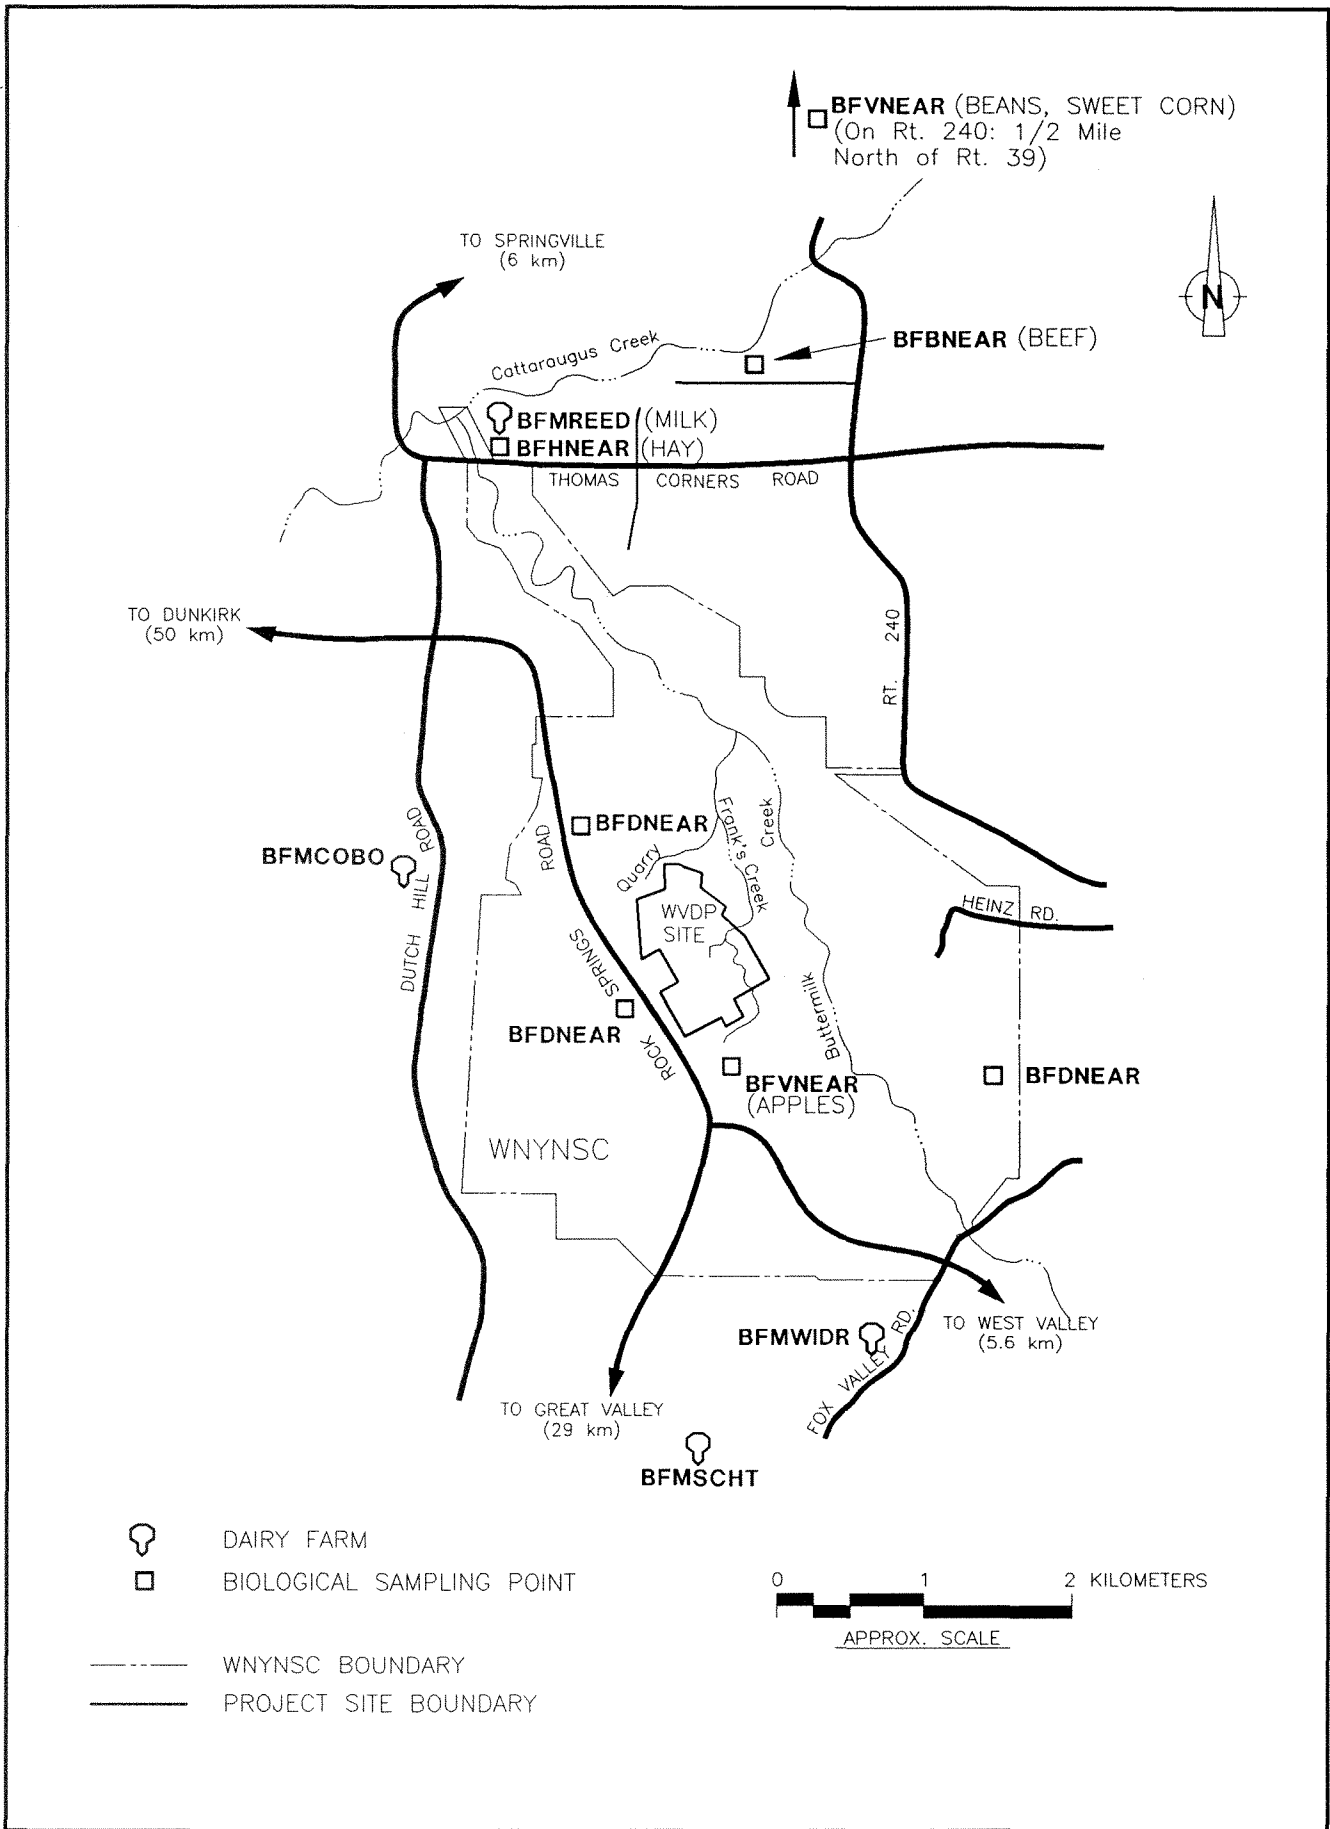 BFVNEAR (BEANS, SWEET CORN)
(On Rt. 240: 1/2 Mile
North of Rt. 39)
TO SPRINGVILLE
(6 km)
N
Cattaraugus Creek
BFBNEAR (BEEF)
BFMREED (MILK)
BFHNEAR (HAY)
THOMAS CORNERS ROAD
TO DUNKIRK
(50 km)
RT. 240
BFDNEAR
BFMCOBO
DUTCH HILL ROAD
ROCK SPRINGS ROAD
Quarry
Frank's Creek
Buttermilk Creek
WVDP
SITE
HEINZ RD.
BFDNEAR
BFVNEAR
(APPLES)
BFDNEAR
WNYNSC
TO WEST VALLEY
(5.6 km)
BFMWIDR
FOX VALLEY RD.
TO GREAT VALLEY
(29 km)
BFMSCHT
DAIRY FARM
BIOLOGICAL SAMPLING POINT
0 1 2 KILOMETERS
APPROX. SCALE
WNYNSC BOUNDARY
PROJECT SITE BOUNDARY